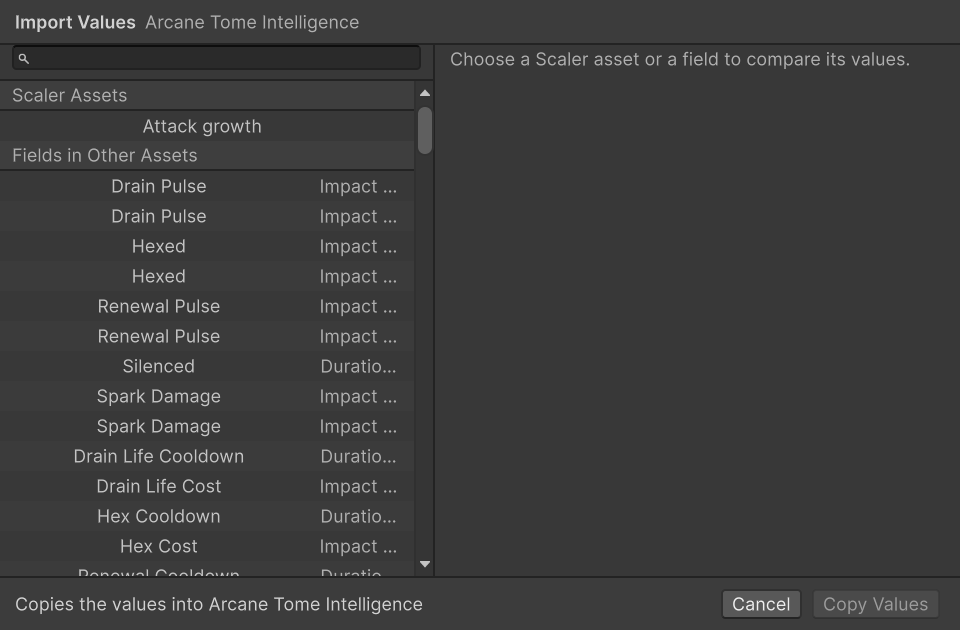 Import Values Arcane Tome Intelligence
Choose a Scaler asset or a field to compare its values.
Scaler Assets
Attack growth
Fields in Other Assets
Drain Pulse Impact ...
Drain Pulse Impact ...
Hexed Impact ...
Hexed Impact ...
Renewal Pulse Impact ...
Renewal Pulse Impact ...
Silenced Duratio...
Spark Damage Impact ...
Spark Damage Impact ...
Drain Life Cooldown Duratio...
Drain Life Cost Impact ...
Hex Cooldown Duratio...
Hex Cost Impact ...
Renewal Cooldown Duratio...
Copies the values into Arcane Tome Intelligence
Cancel Copy Values